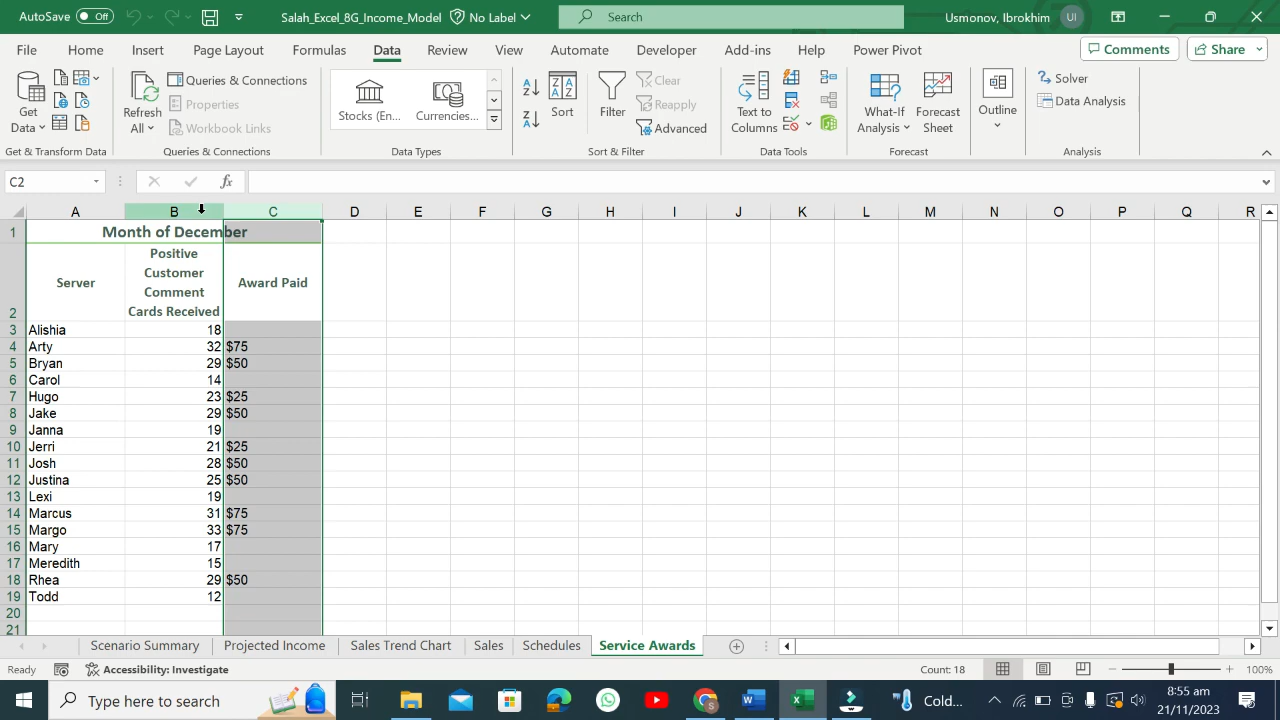 AutoSave Off Salah_Excel_8G_Income_Model No Label Search Usmonov, Ibrokhim UI
File Home Insert Page Layout Formulas Data Review View Automate Developer Add-ins Help Power Pivot Comments Share
Get Data
Refresh All
Queries & Connections
Properties
Workbook Links
Stocks (En...
Currencies...
Sort
Filter
Clear
Reapply
Advanced
Text to Columns
What-If Analysis
Forecast Sheet
Outline
Solver
Data Analysis
Get & Transform Data Queries & Connections Data Types Sort & Filter Data Tools Forecast Analysis
C2 fx
A B C D E F G H I J K L M N O P Q R
1 Month of December
2 Server
Positive
Customer
Comment
Cards Received
Award Paid
3 Alishia 18
4 Arty 32 $75
5 Bryan 29 $50
6 Carol 14
7 Hugo 23 $25
8 Jake 29 $50
9 Janna 19
10 Jerri 21 $25
11 Josh 28 $50
12 Justina 25 $50
13 Lexi 19
14 Marcus 31 $75
15 Margo 33 $75
16 Mary 17
17 Meredith 15
18 Rhea 29 $50
19 Todd 12
20
21
Scenario Summary Projected Income Sales Trend Chart Sales Schedules Service Awards
Ready Accessibility: Investigate Count: 18 100%
Type here to search Cold... 8:55 am
21/11/2023